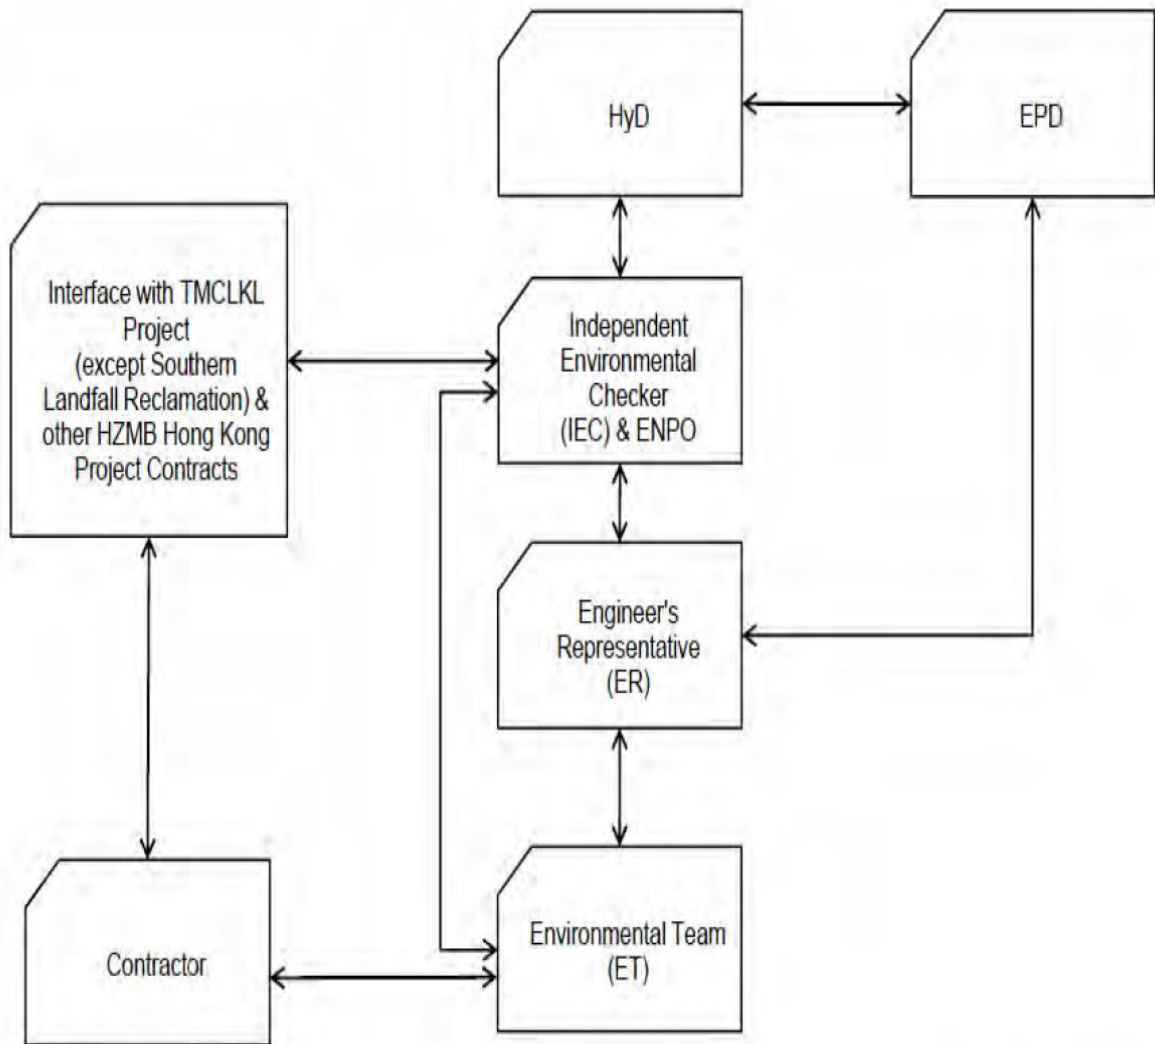 HyD
EPD
Interface with TMCLKL
Project
(except Southern
Landfall Reclamation) &
other HZMB Hong Kong
Project Contracts
Independent
Environmental
Checker
(IEC) & ENPO
Engineer's
Representative
(ER)
Contractor
Environmental Team
(ET)